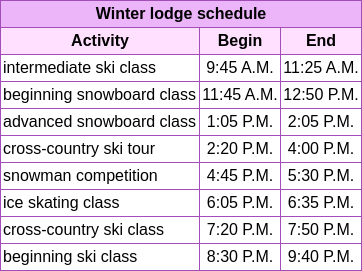 Winter lodge schedule
Activity Begin End
intermediate ski class 9:45 A.M. 11:25 A.M.
beginning snowboard class 11:45 A.M. 12:50 P.M.
advanced snowboard class 1:05 P.M. 2:05 P.M.
cross-country ski tour 2:20 P.M. 4:00 P.M.
snowman competition 4:45 P.M. 5:30 P.M.
ice skating class 6:05 P.M. 6:35 P.M.
cross-country ski class 7:20 P.M. 7:50 P.M.
beginning ski class 8:30 P.M. 9:40 P.M.